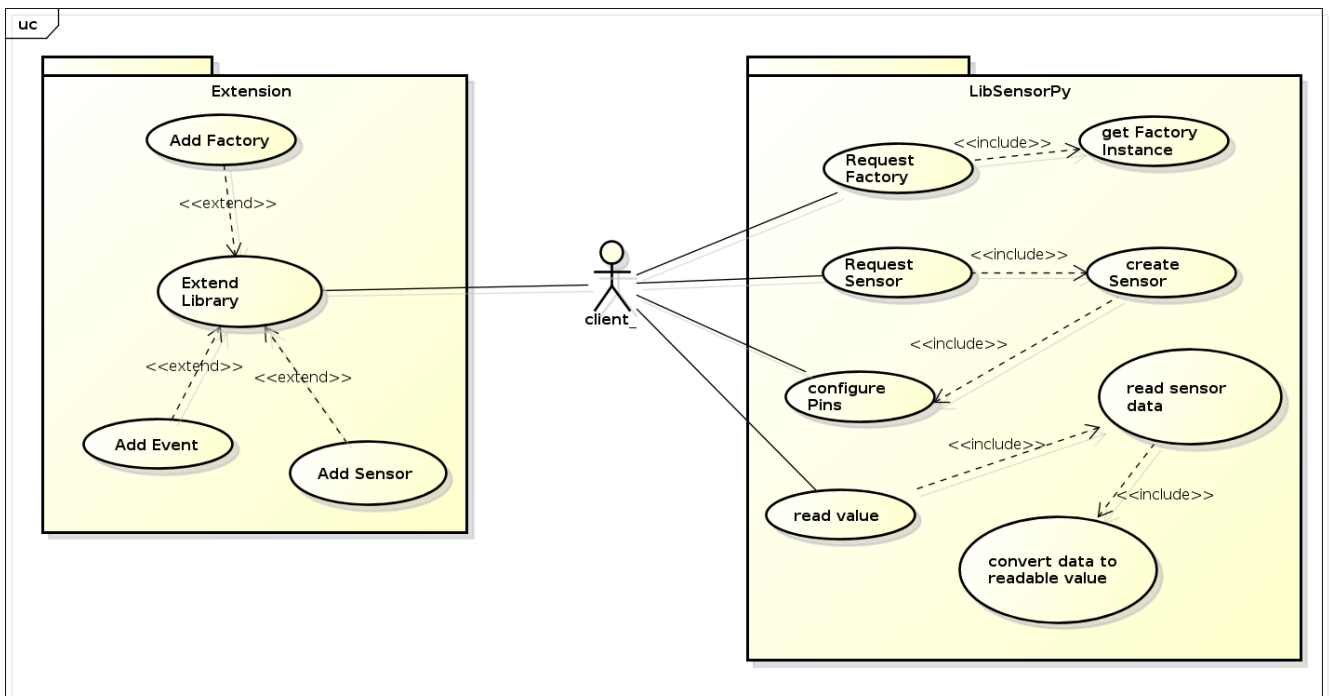 uc
Extension
Add Factory
<<extend>>
Extend
Library
<<extend>>
<<extend>>
Add Event
Add Sensor
client_
LibSensorPy
Request
Factory
<<include>>
get Factory
Instance
Request
Sensor
<<include>>
create
Sensor
<<include>>
configure
Pins
read sensor
data
<<include>>
read value
<<include>>
convert data to
readable value